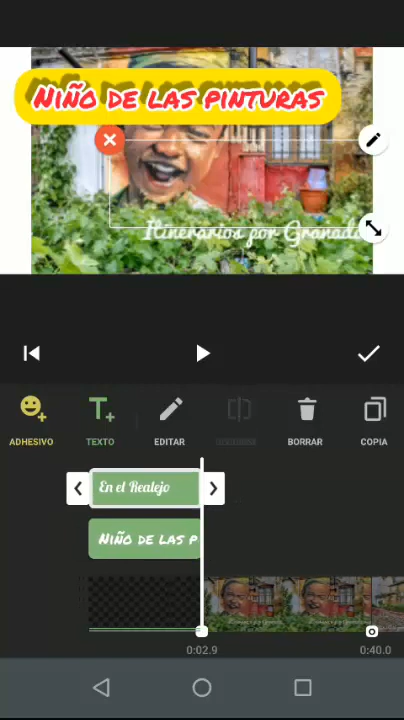 Niño de las pinturas
Itinerarios por Granada
ADHESIVO
TEXTO
EDITAR
BORRAR
COPIA
En el Realejo
Niño de las p
0:02.9
0:40.0